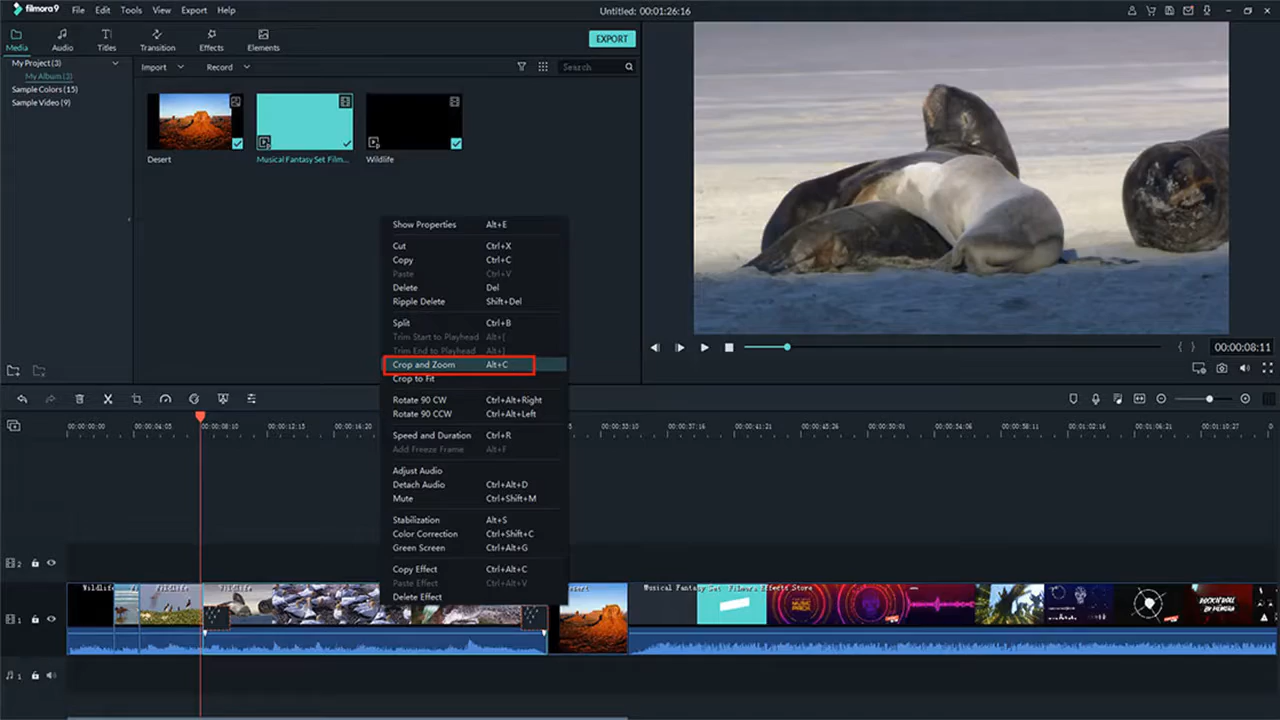 filmora9 File Edit Tools View Export Help Untitled: 00:01:26:16
Media Audio Titles Transition Effects Elements EXPORT
My Project (3)
My Album (3)
Sample Colors (15)
Sample Video (9)
Import Record Search
Desert Musical Fantasy Set Film... Wildlife
Show Properties Alt+E
Cut Ctrl+X
Copy Ctrl+C
Paste Ctrl+V
Delete Del
Ripple Delete Shift+Del
Split Ctrl+B
Trim Start to Playhead Alt+[
Trim End to Playhead Alt+]
Crop and Zoom Alt+C
Crop to Fit
Rotate 90 CW Ctrl+Alt+Right
Rotate 90 CCW Ctrl+Alt+Left
Speed and Duration Ctrl+R
Add Freeze Frame Alt+F
Adjust Audio
Detach Audio Ctrl+Alt+D
Mute Ctrl+Shift+M
Stabilization Alt+S
Color Correction Ctrl+Shift+C
Green Screen Ctrl+Alt+G
Copy Effect Ctrl+Alt+C
Paste Effect Ctrl+Alt+V
Delete Effect
{ } 00:00:08:11
00:00:00:00 00:00:04:05 00:00:08:10 00:00:12:15 00:00:16:20 00:00:33:10 00:00:37:16 00:00:41:21 00:00:45:26 00:00:50:01 00:00:54:06 00:00:58:11 00:01:02:16 00:01:06:22 00:01:10:27 0
2
Wildlife Wildlife Wildlife Desert Musical Fantasy Set Filmora Effects Store
1
ROCK'N'ROLL
1